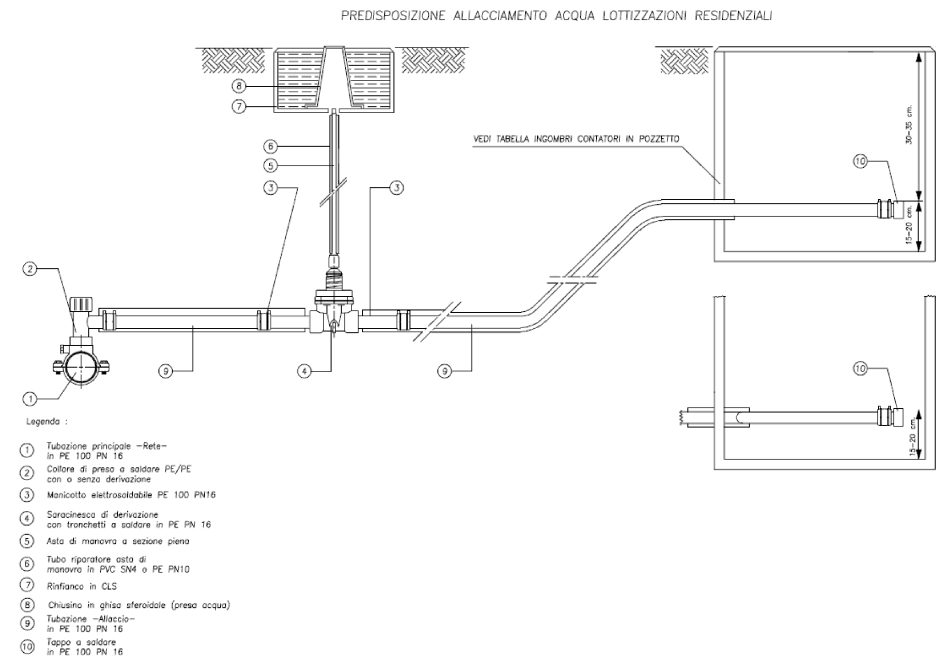 PREDISPOSIZIONE ALLACCIAMENTO ACQUA LOTTIZZAZIONI RESIDENZIALI
8
7
6
5
3
3
VEDI TABELLA INGOMBRI CONTATORI IN POZZETTO
30-35 cm.
10
15-20 cm.
2
9
4
9
1
10
15-20 cm.
Legenda :
1 Tubazione principale -Rete-
in PE 100 PN 16
2 Collare di presa a saldare PE/PE
con o senza derivazione
3 Manicotto elettrosaldabile PE 100 PN16
4 Saracinesca di derivazione
con tronchetti a saldare in PE PN 16
5 Asta di manovra a sezione piena
6 Tubo riparatore asta di
manovra in PVC SN4 o PE PN10
7 Rinfianco in CLS
8 Chiusino in ghisa sferoidale (presa acqua)
9 Tubazione -Allaccio-
in PE 100 PN 16
10 Tappo a saldare
in PE 100 PN 16